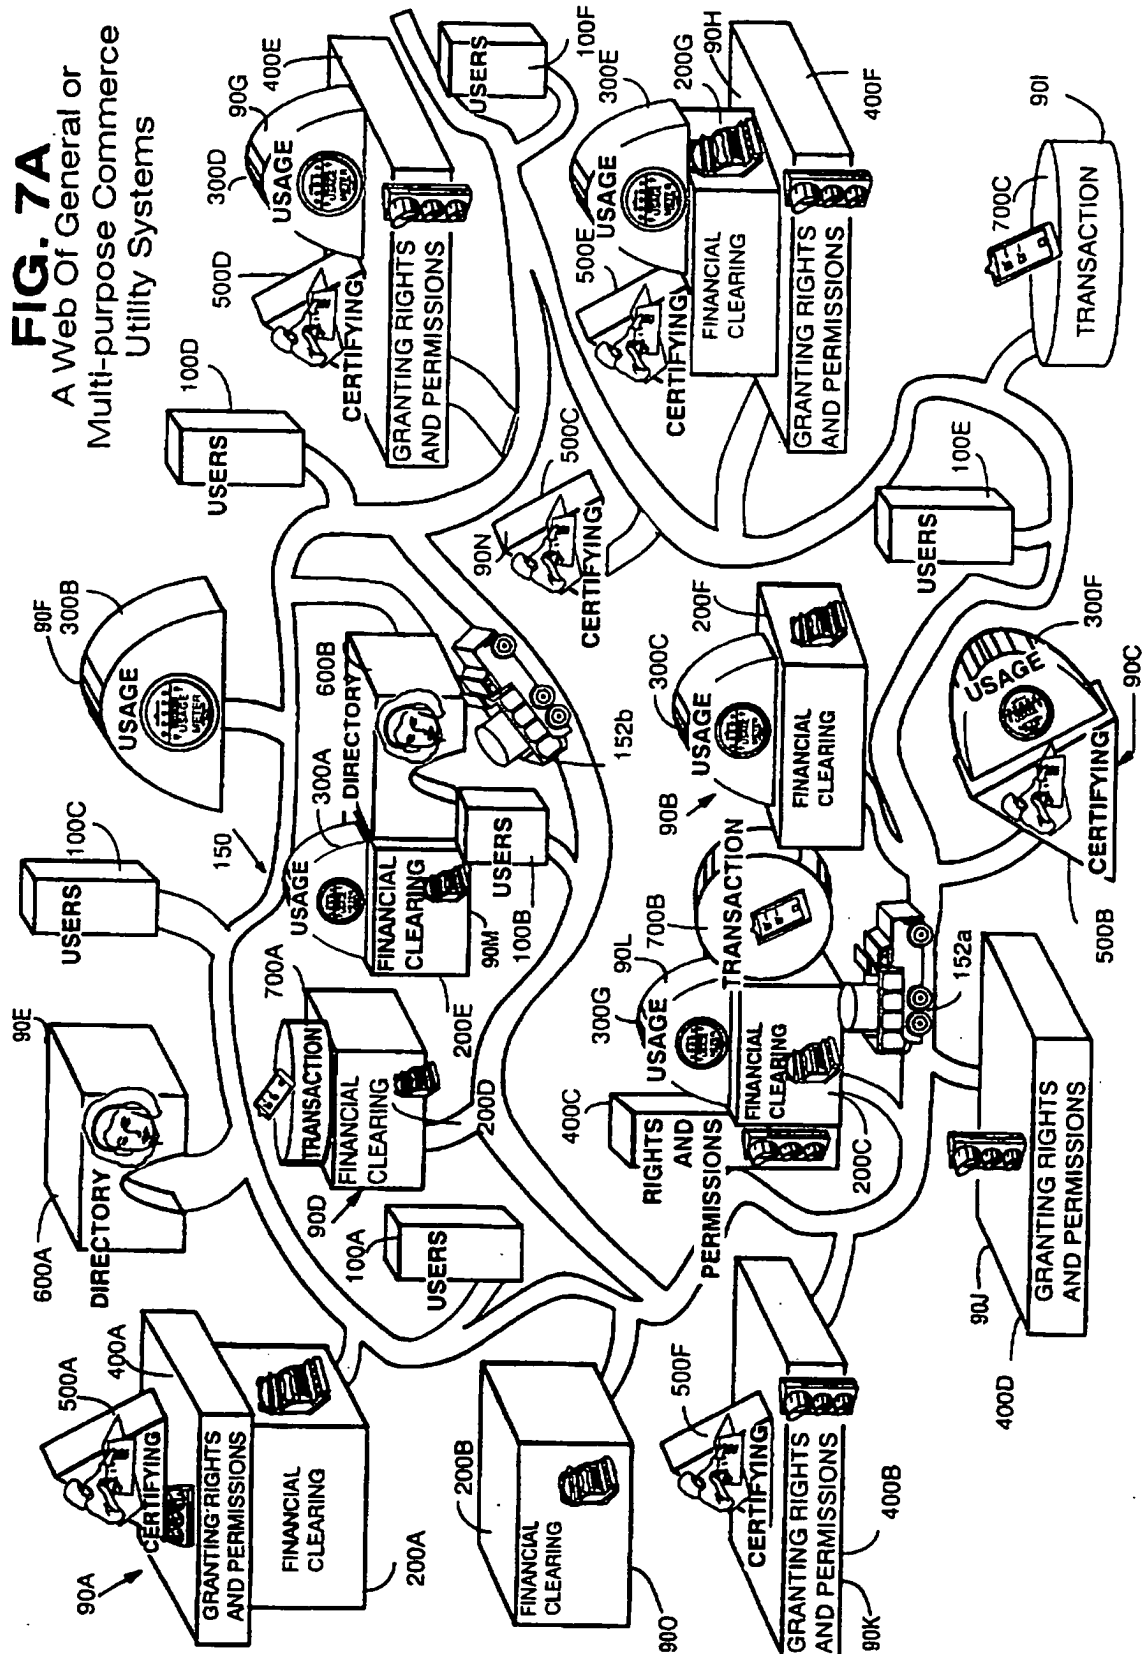 FIG. 7A
A Web Of General or
Multi-purpose Commerce
Utility Systems
90A
500A
400A
CERTIFYING
GRANTING RIGHTS
AND PERMISSIONS
FINANCIAL
CLEARING
200A
600A
90E
DIRECTORY
100C
USERS
150
90F
300B
USAGE
USAGE
METER
100D
USERS
500D
300D
90G
400E
USAGE
CERTIFYING
GRANTING RIGHTS
AND PERMISSIONS
100F
USERS
100A
USERS
90D
700A
TRANSACTION
FINANCIAL
CLEARING
200D
200E
USAGE
300A
FINANCIAL
CLEARING
90M
DIRECTORY
600B
USERS
100B
152b
90N
500C
CERTIFYING
500E
300E
200G
90H
USAGE
CERTIFYING
FINANCIAL
CLEARING
GRANTING RIGHTS
AND PERMISSIONS
400F
200B
FINANCIAL
CLEARING
90O
400C
RIGHTS
AND
PERMISSIONS
300G
90L
USAGE
FINANCIAL
CLEARING
200C
700B
TRANSACTION
90B
300C
USAGE
200F
FINANCIAL
CLEARING
152a
100E
USERS
700C
90I
TRANSACTION
500F
CERTIFYING
GRANTING RIGHTS
AND PERMISSIONS
400B
90K
90J
GRANTING RIGHTS
AND PERMISSIONS
400D
500B
CERTIFYING
USAGE
300F
90C